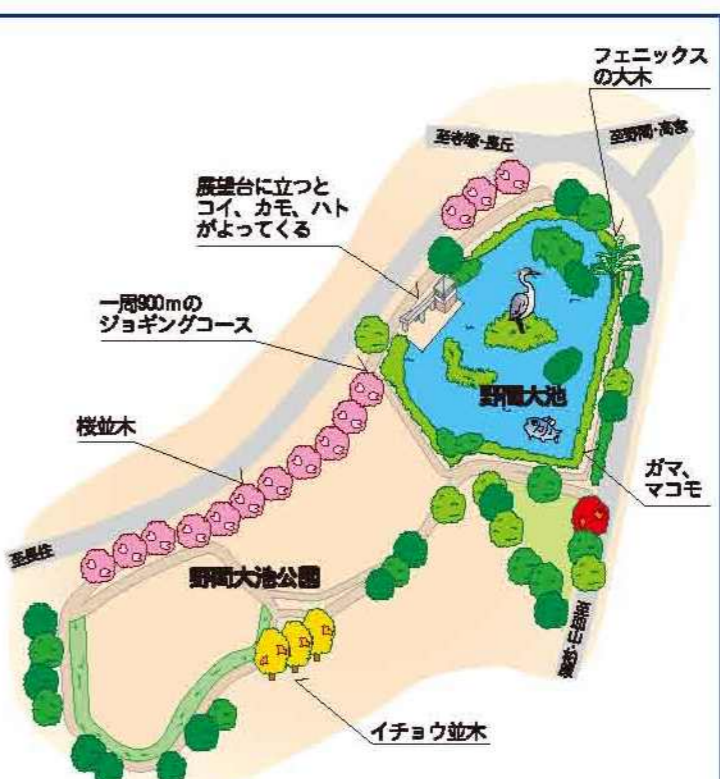 フェニックス
の大木
至寺塚・長丘
至野間・高宮
展望台に立つと
コイ、カモ、ハト
がよってくる
一周900mの
ジョギングコース
野間大池
桜並木
ガマ、
マコモ
至長住
野間大池公園
イチョウ並木